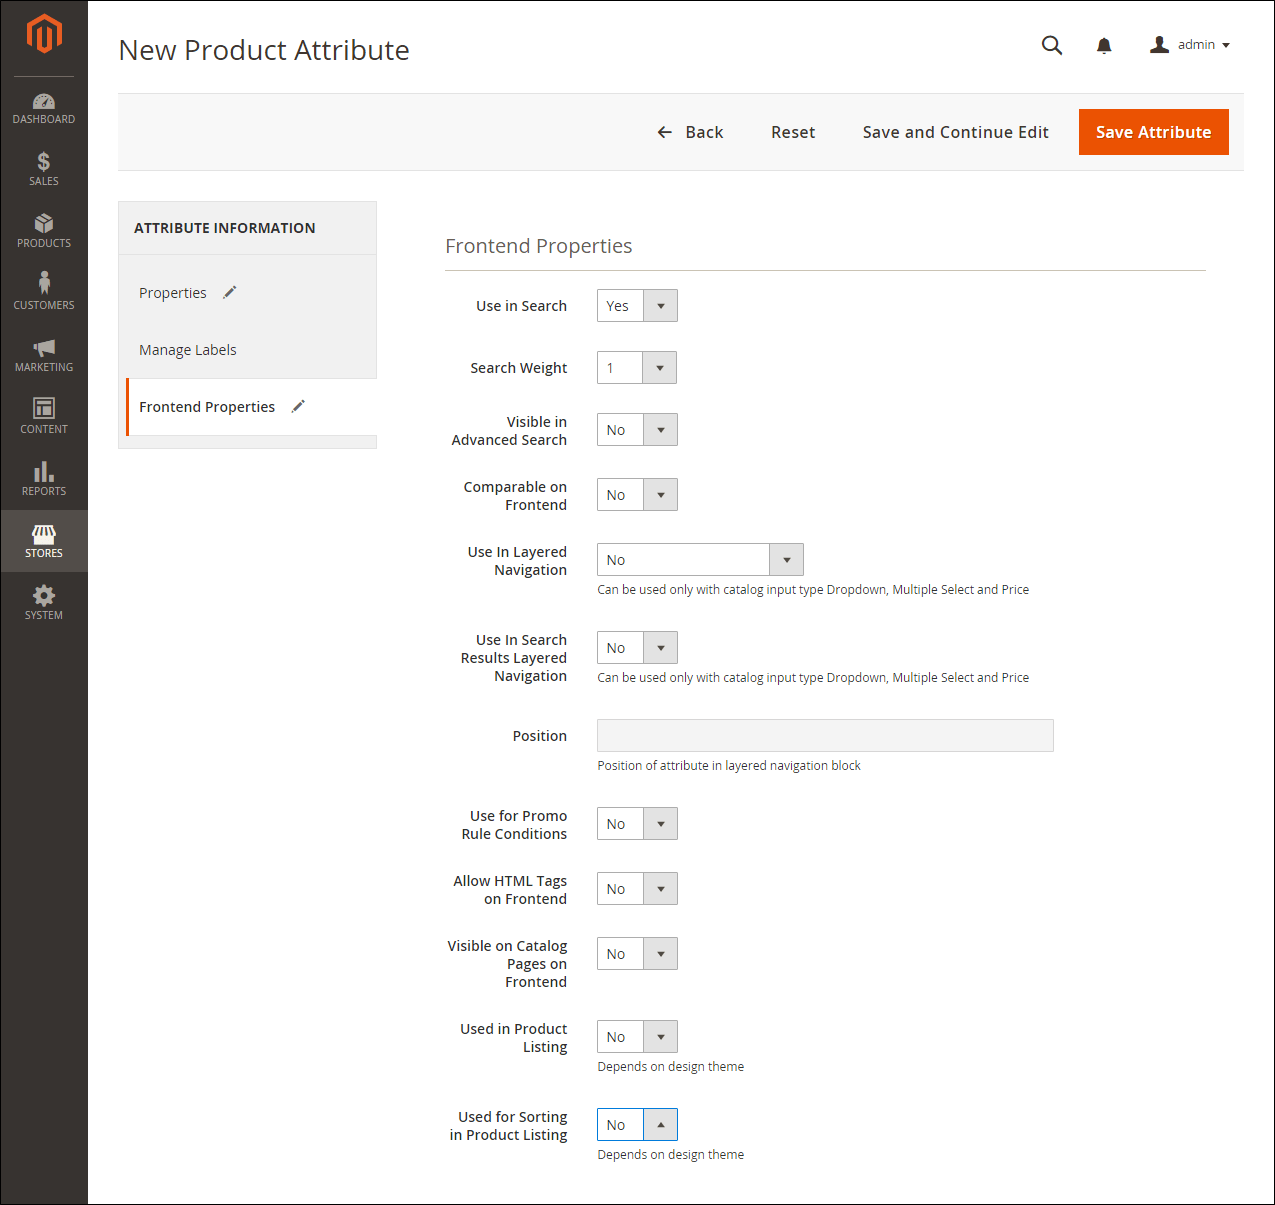 New Product Attribute
admin
Back
Reset
Save and Continue Edit
Save Attribute
DASHBOARD
SALES
PRODUCTS
CUSTOMERS
MARKETING
CONTENT
REPORTS
STORES
SYSTEM
ATTRIBUTE INFORMATION
Properties
Manage Labels
Frontend Properties
Frontend Properties
Use in Search
Yes
Search Weight
1
Visible in
Advanced Search
No
Comparable on
Frontend
No
Use In Layered
Navigation
No
Can be used only with catalog input type Dropdown, Multiple Select and Price
Use In Search
Results Layered
Navigation
No
Can be used only with catalog input type Dropdown, Multiple Select and Price
Position
Position of attribute in layered navigation block
Use for Promo
Rule Conditions
No
Allow HTML Tags
on Frontend
No
Visible on Catalog
Pages on
Frontend
No
Used in Product
Listing
No
Depends on design theme
Used for Sorting
in Product Listing
No
Depends on design theme